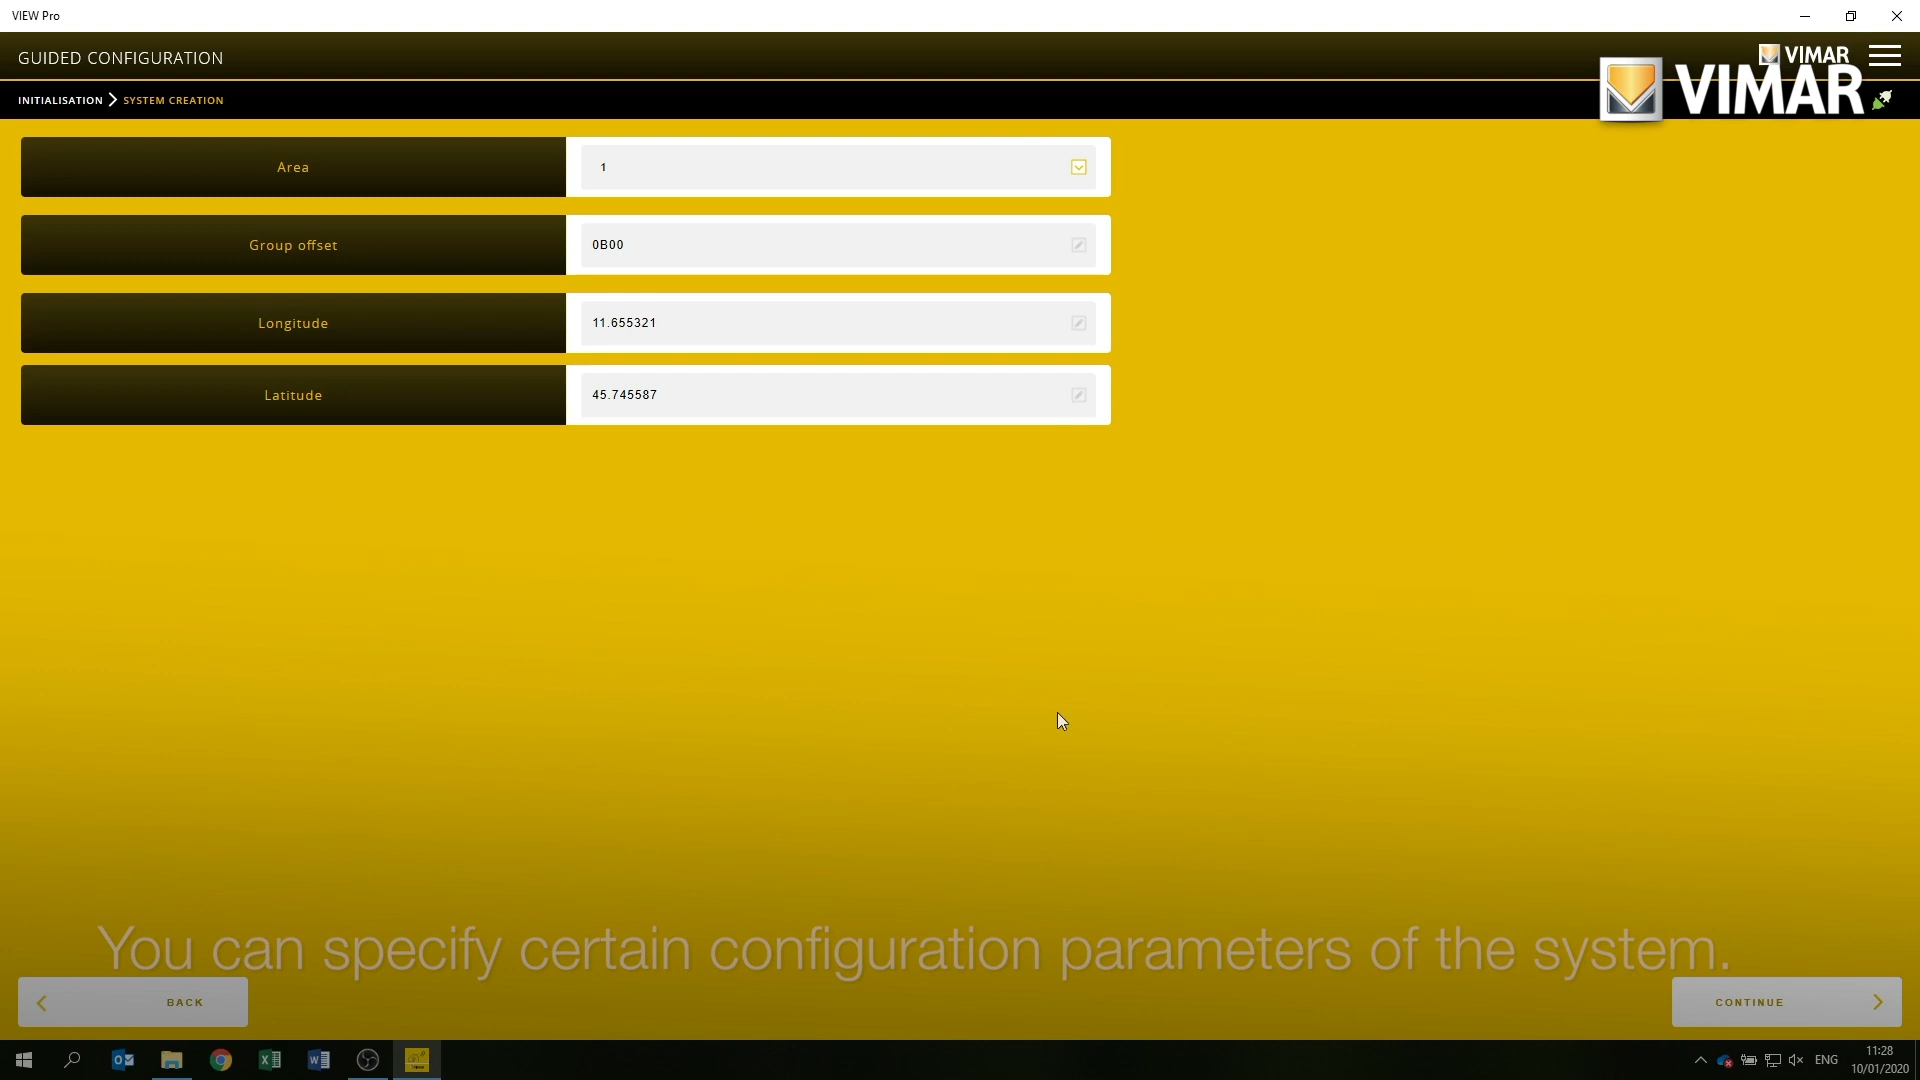 VIEW Pro
GUIDED CONFIGURATION
VIMAR
VIMAR
INITIALISATION
SYSTEM CREATION
Area
1
Group offset
0B00
Longitude
11.655321
Latitude
45.745587
You can specify certain configuration parameters of the system.
BACK
CONTINUE
ENG
11:28
10/01/2020